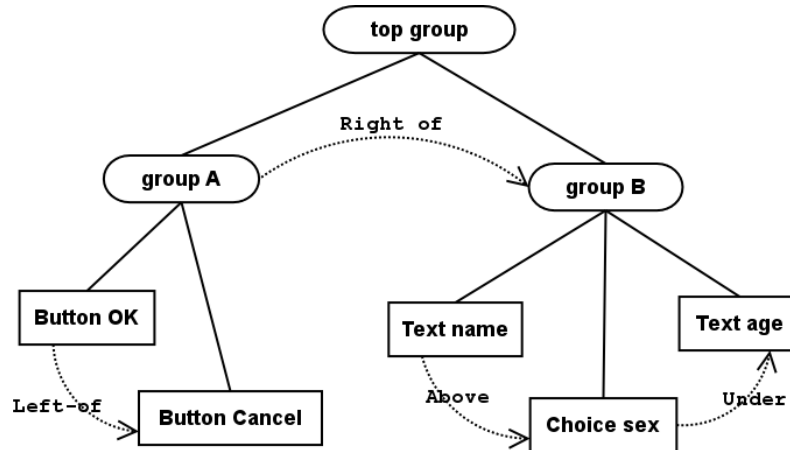 top group
Right of
group A
group B
Button OK
Text name
Text age
Left-of
Button Cancel
Above
Choice sex
Under